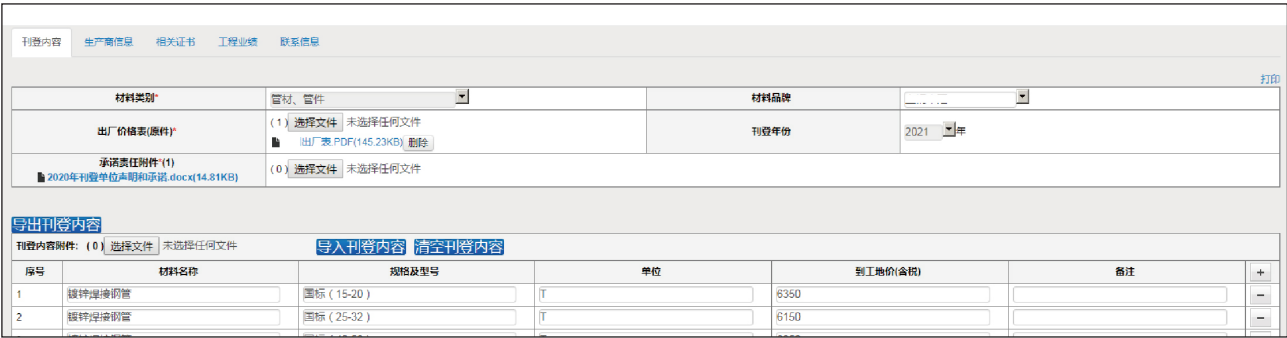 刊登内容 生产商信息 相关证书 工程业绩 联系信息
打印
材料类别* 管材、管件 材料品牌
出厂价格表(原件)* (1) 选择文件 未选择任何文件 刊登年份 2021 年
出厂表.PDF(145.23KB) 删除
承诺责任附件*(1) (0) 选择文件 未选择任何文件
2020年刊登单位声明和承诺.docx(14.81KB)
导出刊登内容
刊登内容附件: (0) 选择文件 未选择任何文件 导入刊登内容 清空刊登内容
序号 材料名称 规格及型号 单位 到工地价(含税) 备注 +
1 镀锌焊接钢管 国标 ( 15-20 ) T 6350 −
2 镀锌焊接钢管 国标 ( 25-32 ) T 6150 −